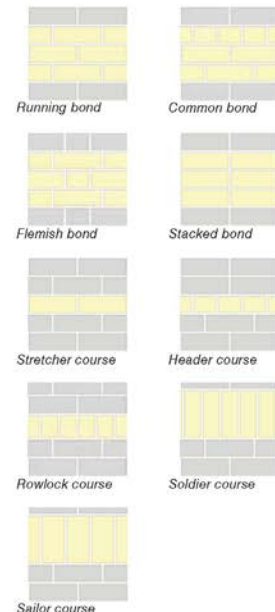 Running bond
Common bond
Flemish bond
Stacked bond
Stretcher course
Header course
Rowlock course
Soldier course
Sailor course